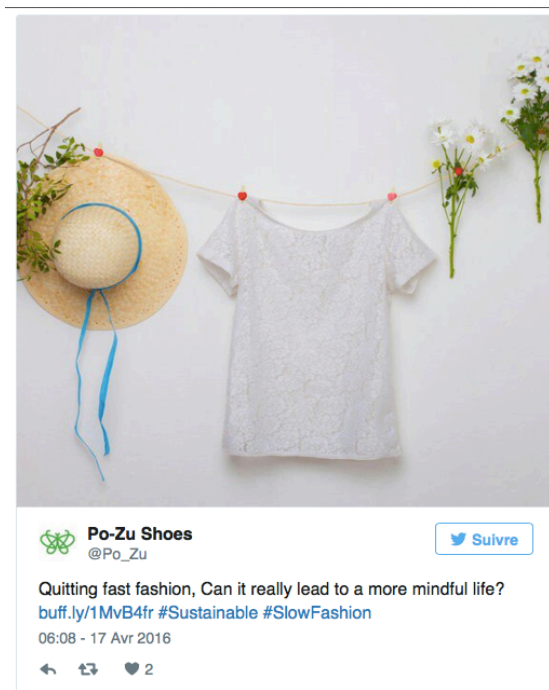 Po-Zu Shoes
@Po_Zu
Suivre
Quitting fast fashion, Can it really lead to a more mindful life?
buff.ly/1MvB4fr #Sustainable #SlowFashion
06:08 - 17 Avr 2016
2